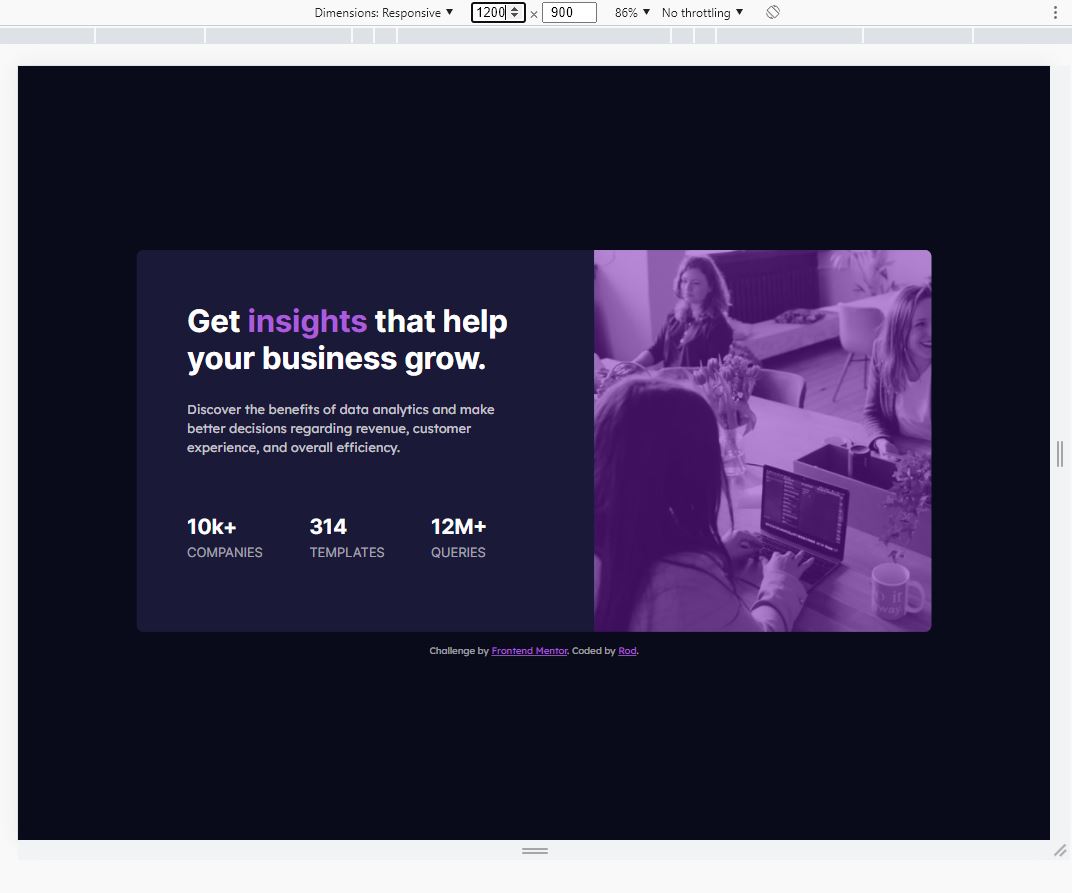 Dimensions: Responsive 1200 × 900 86% No throttling
Get insights that help
your business grow.
Discover the benefits of data analytics and make
better decisions regarding revenue, customer
experience, and overall efficiency.
10k+ 314 12M+
COMPANIES TEMPLATES QUERIES
Challenge by Frontend Mentor. Coded by Rod.